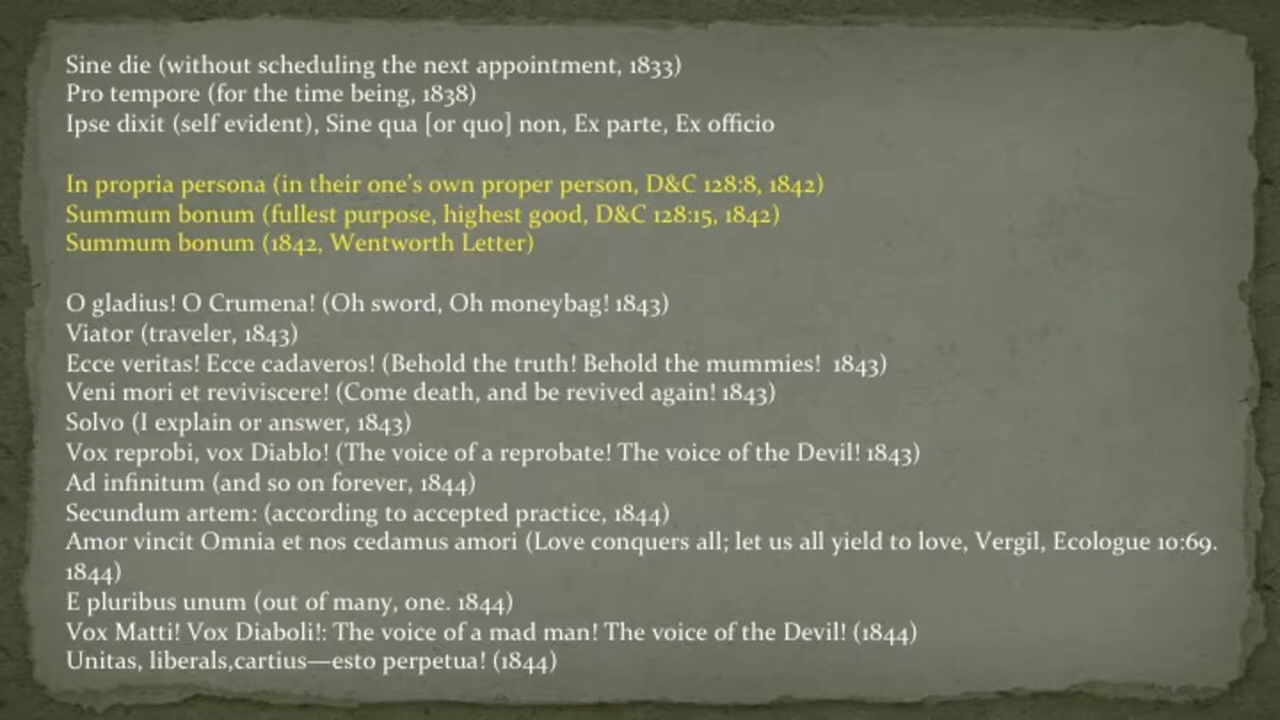 Sine die (without scheduling the next appointment, 1833)
Pro tempore (for the time being, 1838)
Ipse dixit (self evident), Sine qua [or quo] non, Ex parte, Ex officio
In propria persona (in their one's own proper person, D&C 128:8, 1842)
Summum bonum (fullest purpose, highest good, D&C 128:15, 1842)
Summum bonum (1842, Wentworth Letter)
O gladius! O Crumena! (Oh sword, Oh moneybag! 1843)
Viator (traveler, 1843)
Ecce veritas! Ecce cadaveros! (Behold the truth! Behold the mummies!  1843)
Veni mori et reviviscere! (Come death, and be revived again! 1843)
Solvo (I explain or answer, 1843)
Vox reprobi, vox Diablo! (The voice of a reprobate! The voice of the Devil! 1843)
Ad infinitum (and so on forever, 1844)
Secundum artem: (according to accepted practice, 1844)
Amor vincit Omnia et nos cedamus amori (Love conquers all; let us all yield to love, Vergil, Ecologue 10:69.
1844)
E pluribus unum (out of many, one. 1844)
Vox Matti! Vox Diaboli!: The voice of a mad man! The voice of the Devil! (1844)
Unitas, liberals,cartius—esto perpetua! (1844)